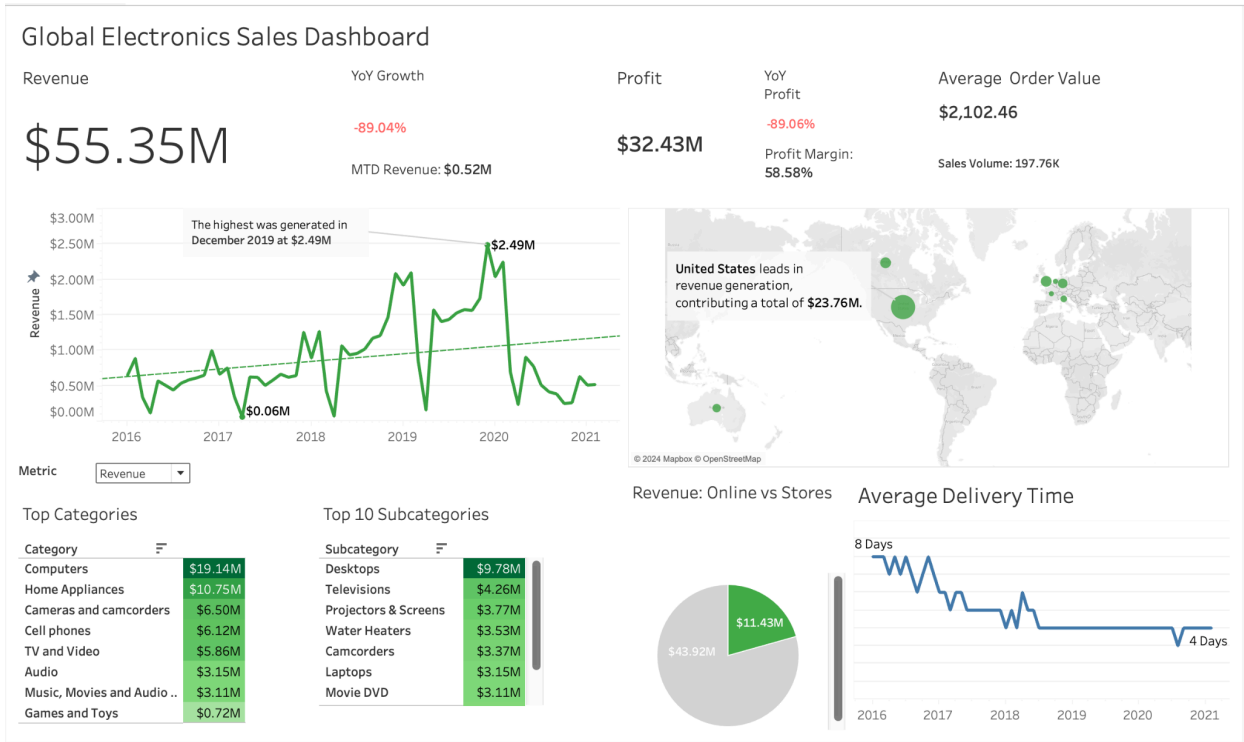 Global Electronics Sales Dashboard
Revenue
YoY Growth
Profit
YoY
Profit
Average Order Value
$55.35M
-89.04%
MTD Revenue: $0.52M
$32.43M
-89.06%
Profit Margin:
58.58%
$2,102.46
Sales Volume: 197.76K
$3.00M
$2.50M
$2.00M
$1.50M
$1.00M
$0.50M
$0.00M
Revenue
The highest was generated in
December 2019 at $2.49M
$2.49M
$0.06M
2016
2017
2018
2019
2020
2021
United States leads in
revenue generation,
contributing a total of $23.76M.
© 2024 Mapbox © OpenStreetMap
Metric
Revenue
Top Categories
Category
Computers $19.14M
Home Appliances $10.75M
Cameras and camcorders $6.50M
Cell phones $6.12M
TV and Video $5.86M
Audio $3.15M
Music, Movies and Audio .. $3.11M
Games and Toys $0.72M
Top 10 Subcategories
Subcategory
Desktops $9.78M
Televisions $4.26M
Projectors & Screens $3.77M
Water Heaters $3.53M
Camcorders $3.37M
Laptops $3.15M
Movie DVD $3.11M
Revenue: Online vs Stores
$11.43M
$43.92M
Average Delivery Time
8 Days
4 Days
2016
2017
2018
2019
2020
2021